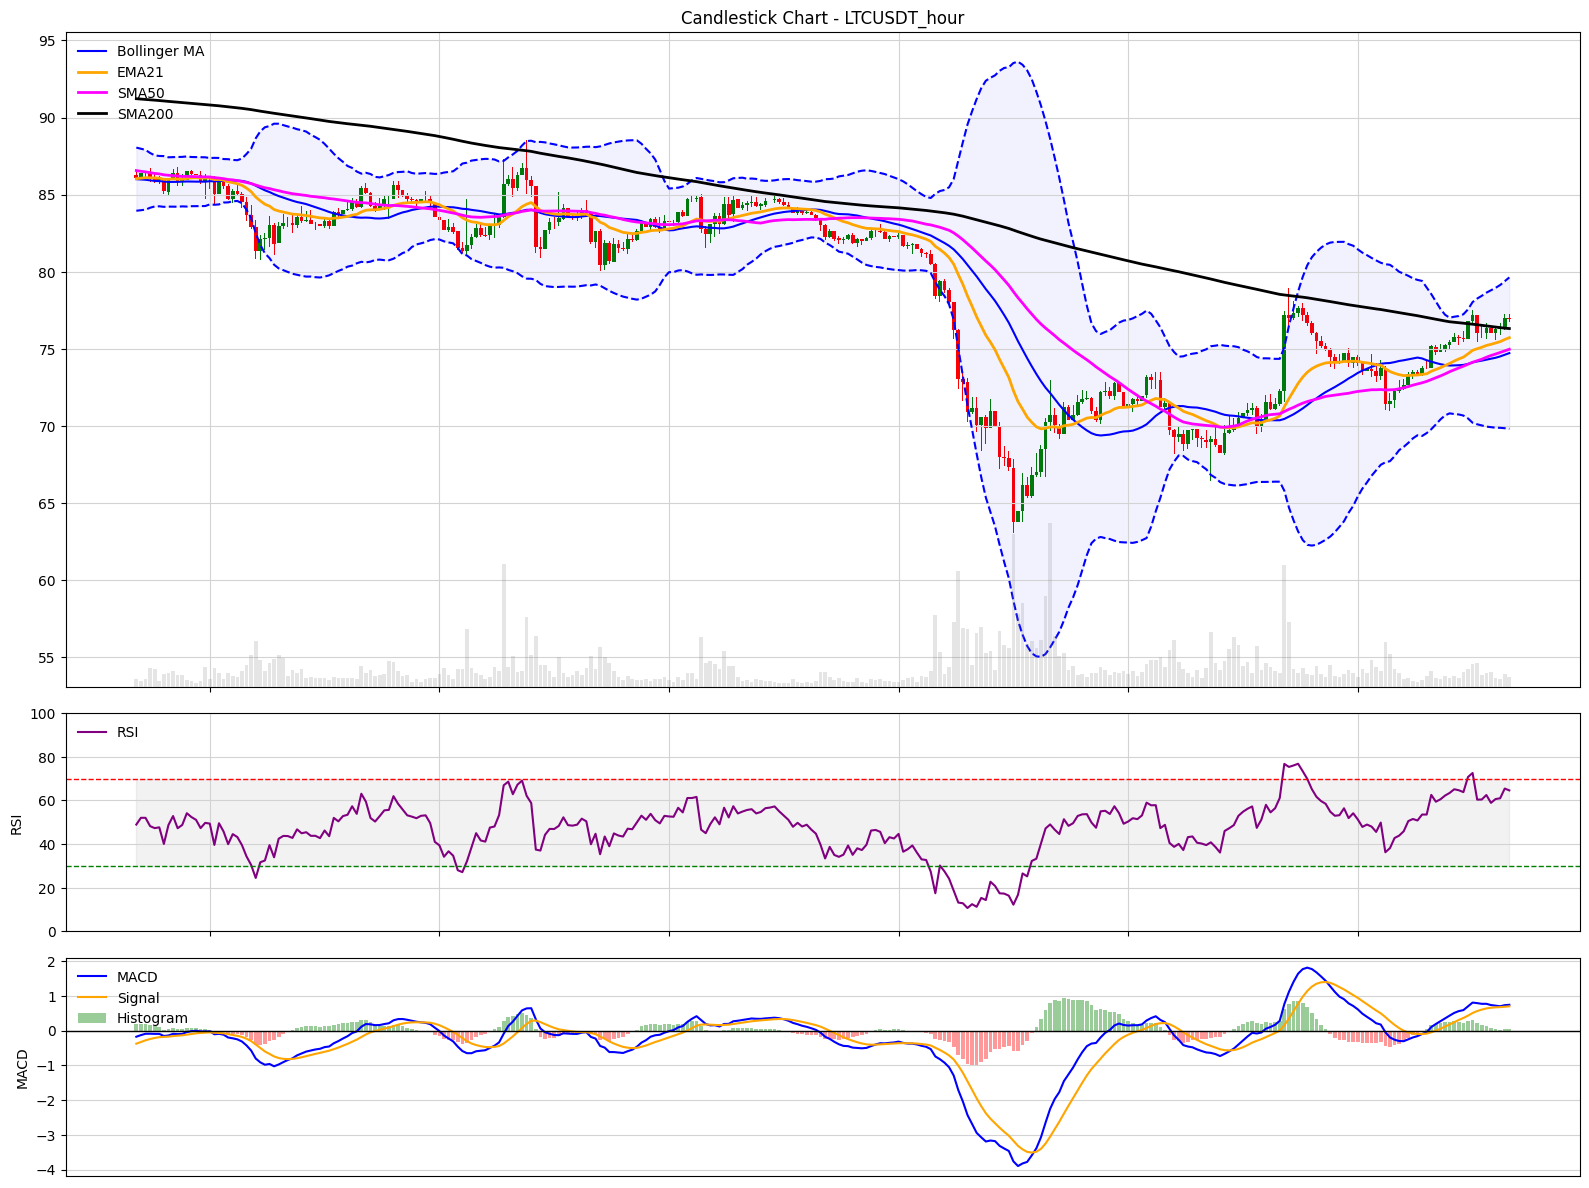 Candlestick Chart - LTCUSDT_hour
95
90
85
80
75
70
65
60
55
Bollinger MA
EMA21
SMA50
SMA200
100
80
60
40
20
0
RSI
RSI
2
1
0
−1
−2
−3
−4
MACD
MACD
Signal
Histogram